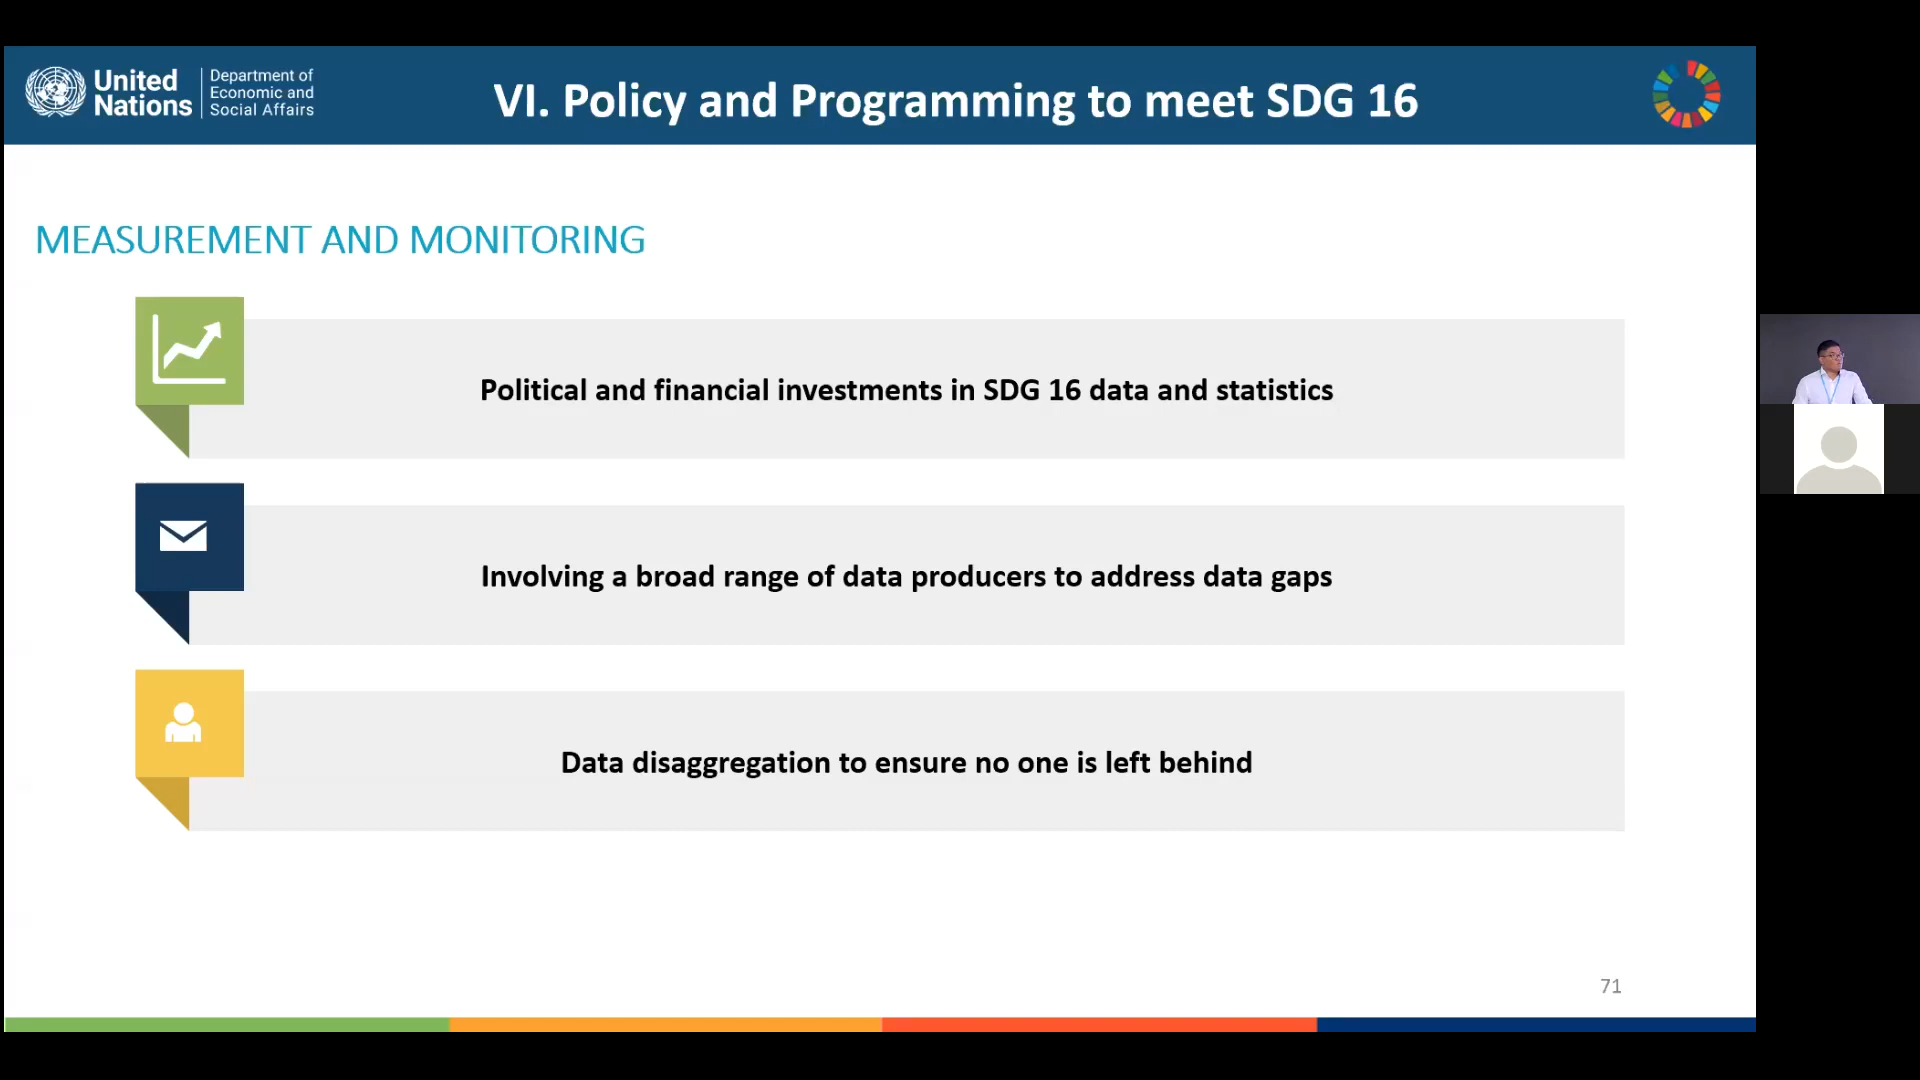 United
Nations
Department of
Economic and
Social Affairs
VI. Policy and Programming to meet SDG 16
MEASUREMENT AND MONITORING
Political and financial investments in SDG 16 data and statistics
Involving a broad range of data producers to address data gaps
Data disaggregation to ensure no one is left behind
71